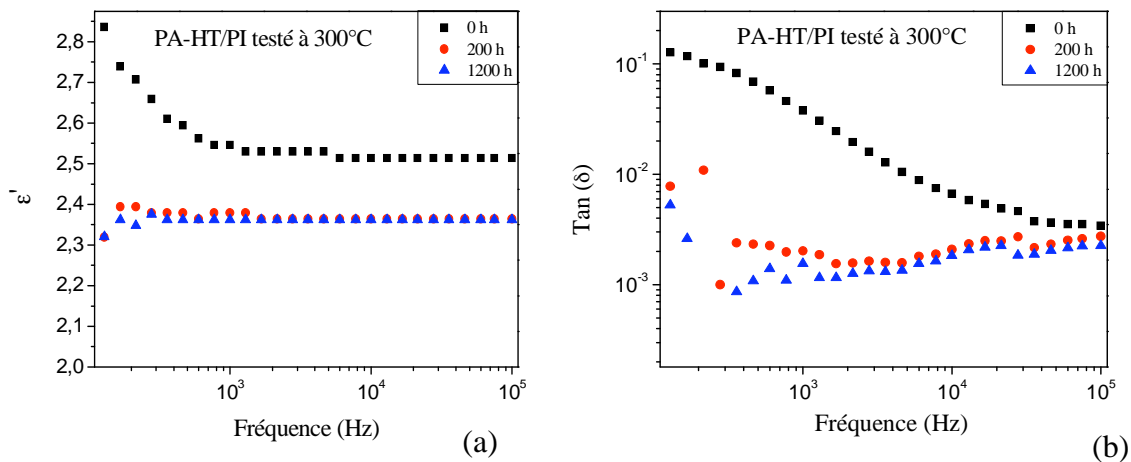 PA-HT/PI testé à 300°C
0 h
200 h
1200 h
2,8
2,7
2,6
2,5
2,4
2,3
2,2
2,1
2,0
ε'
10³
10⁴
10⁵
Fréquence (Hz)
(a)
PA-HT/PI testé à 300°C
0 h
200 h
1200 h
10⁻¹
10⁻²
10⁻³
Tan (δ)
10³
10⁴
10⁵
Fréquence (Hz)
(b)